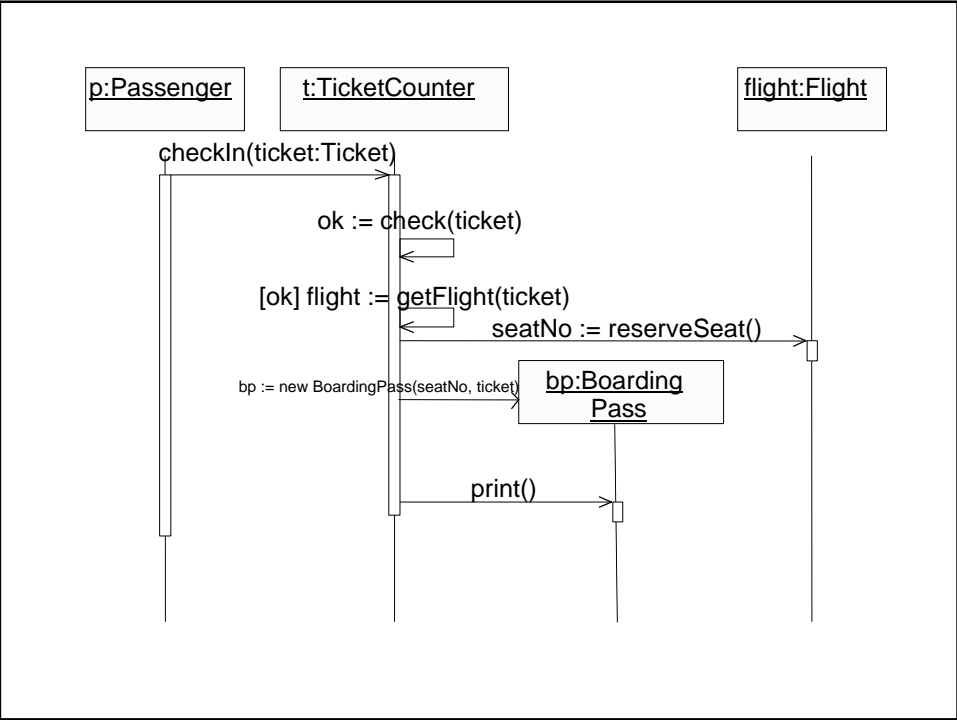 p:Passenger
t:TicketCounter
flight:Flight
checkIn(ticket:Ticket)
ok := check(ticket)
[ok] flight := getFlight(ticket)
seatNo := reserveSeat()
bp := new BoardingPass(seatNo, ticket)
bp:Boarding
Pass
print()